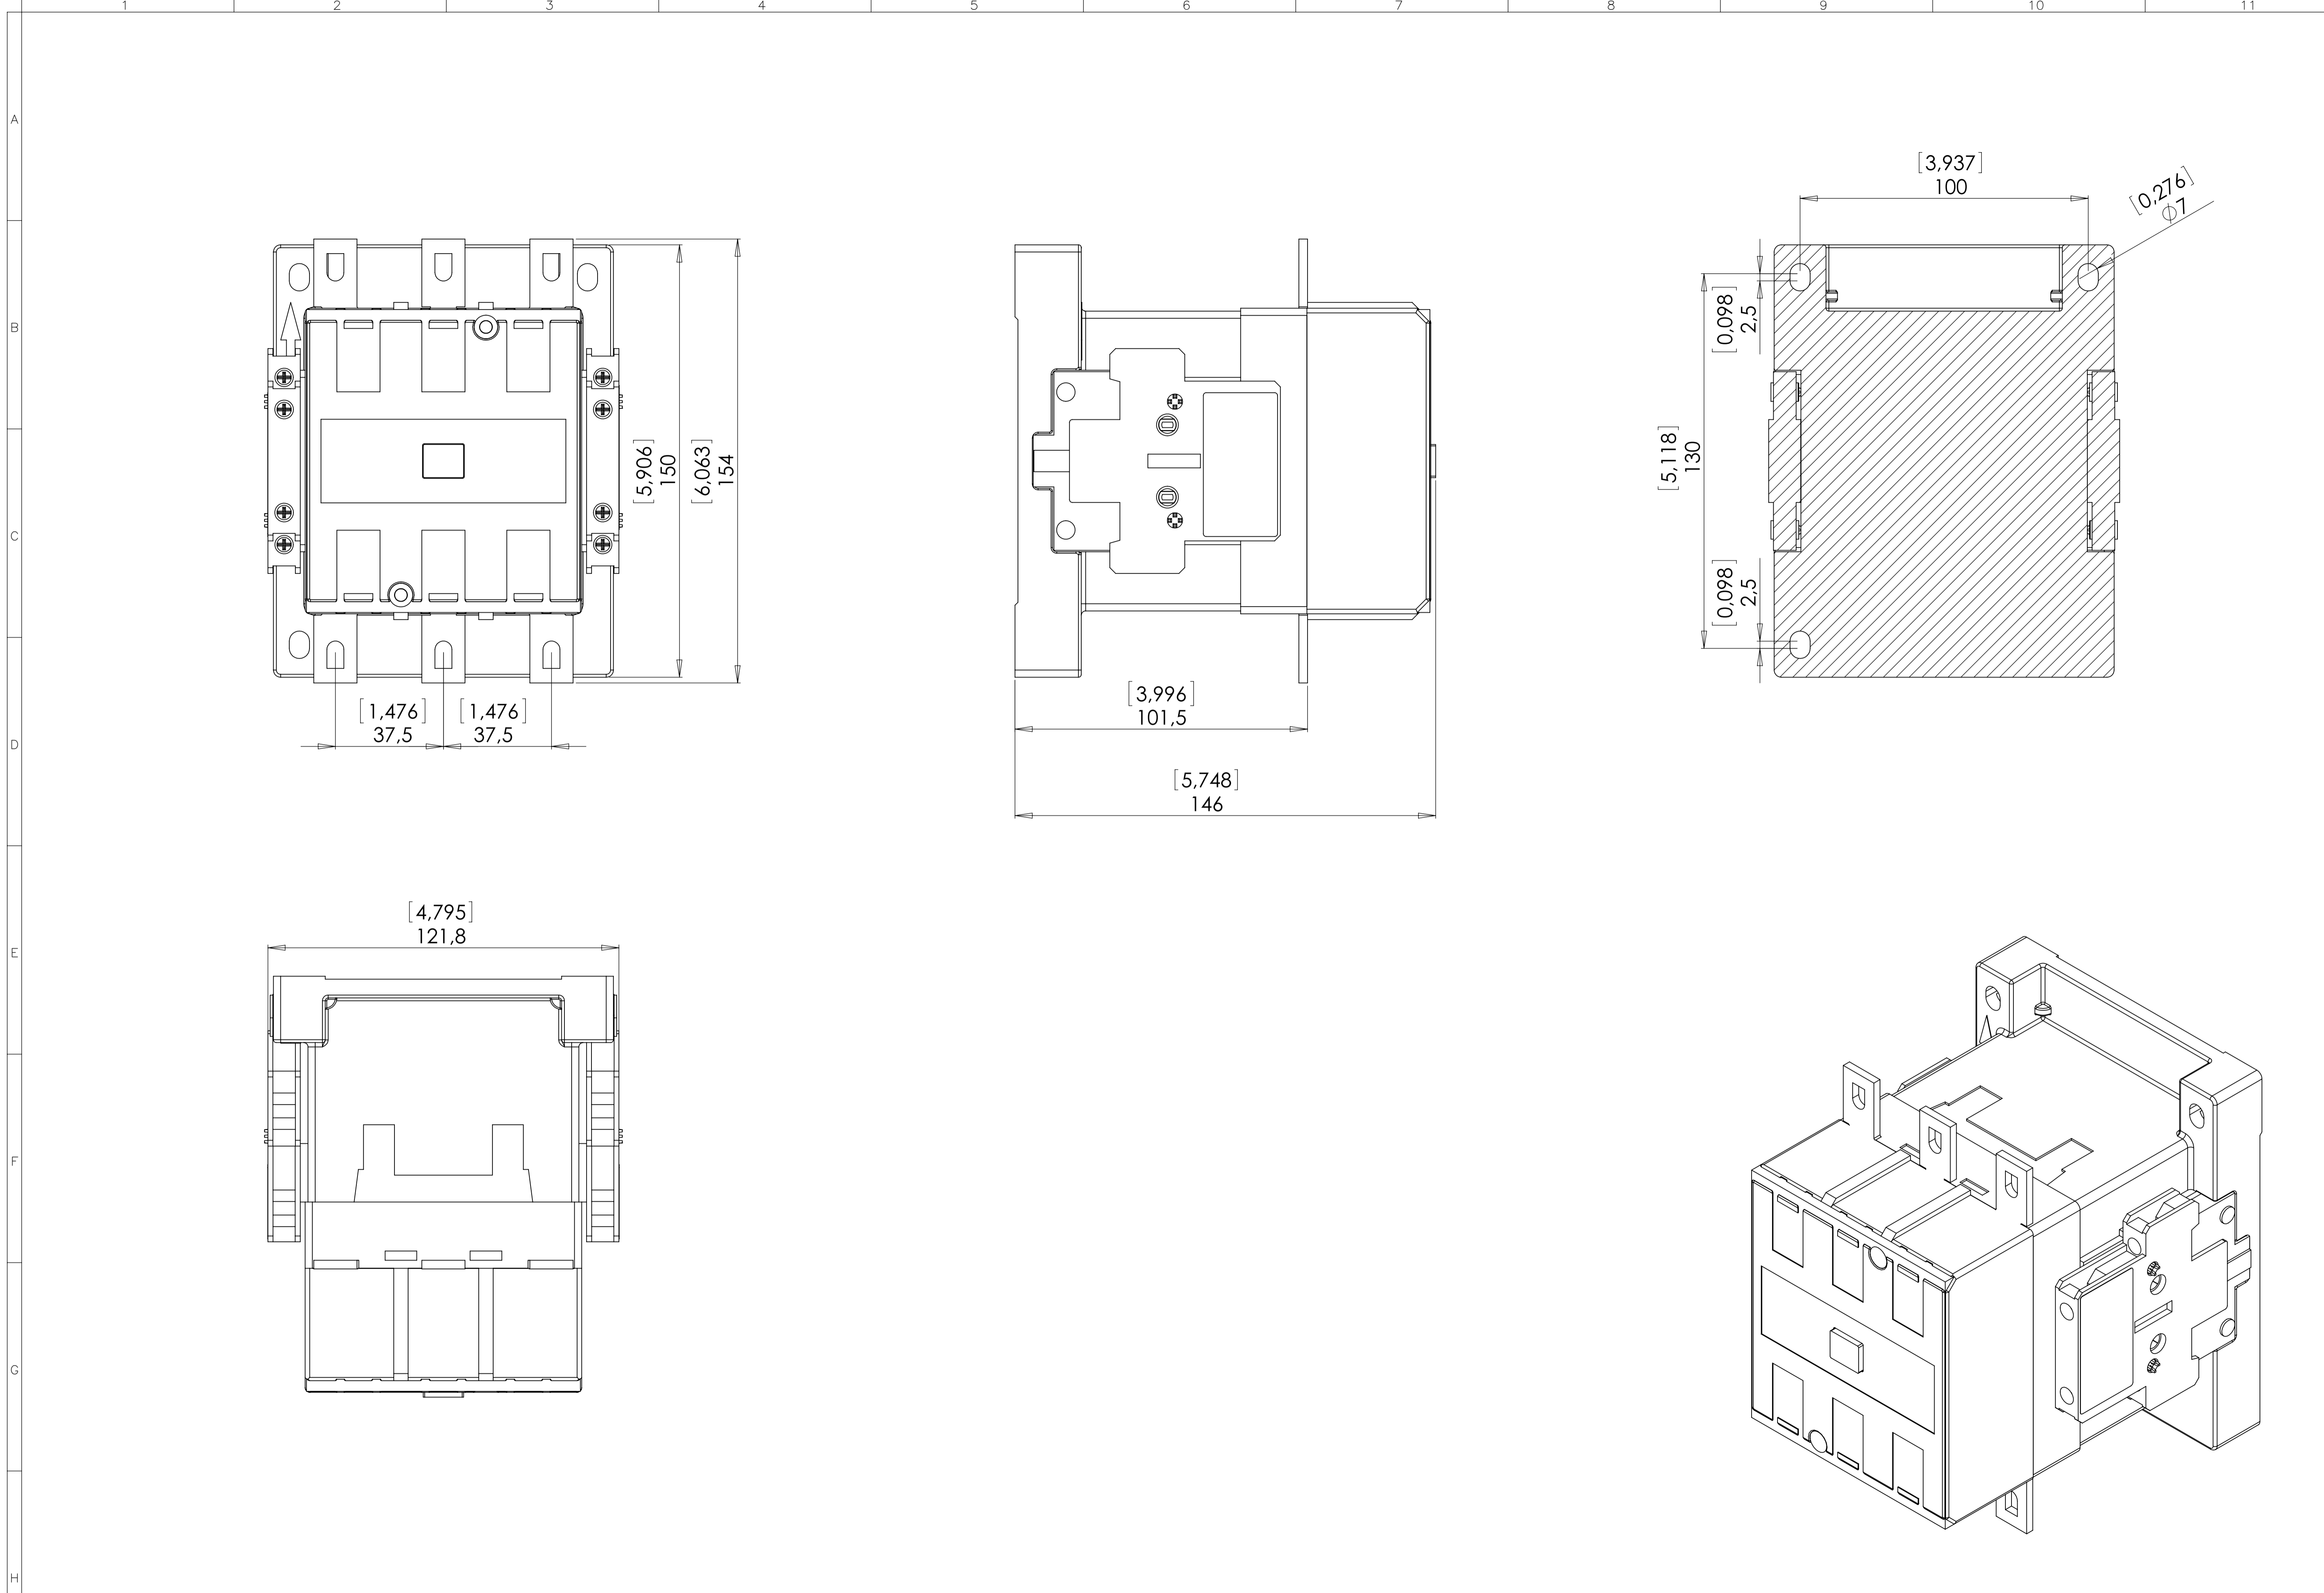 1 2 3 4 5 6 7 8 9 10 11
A
B
C
D
E
F
G
H
[5,906]
150
[6,063]
154
[1,476] [1,476]
37,5 37,5
[3,996]
101,5
[5,748]
146
[3,937]
100
[0,276]
∅7
[0,098]
2,5
[5,118]
130
[0,098]
2,5
[4,795]
121,8